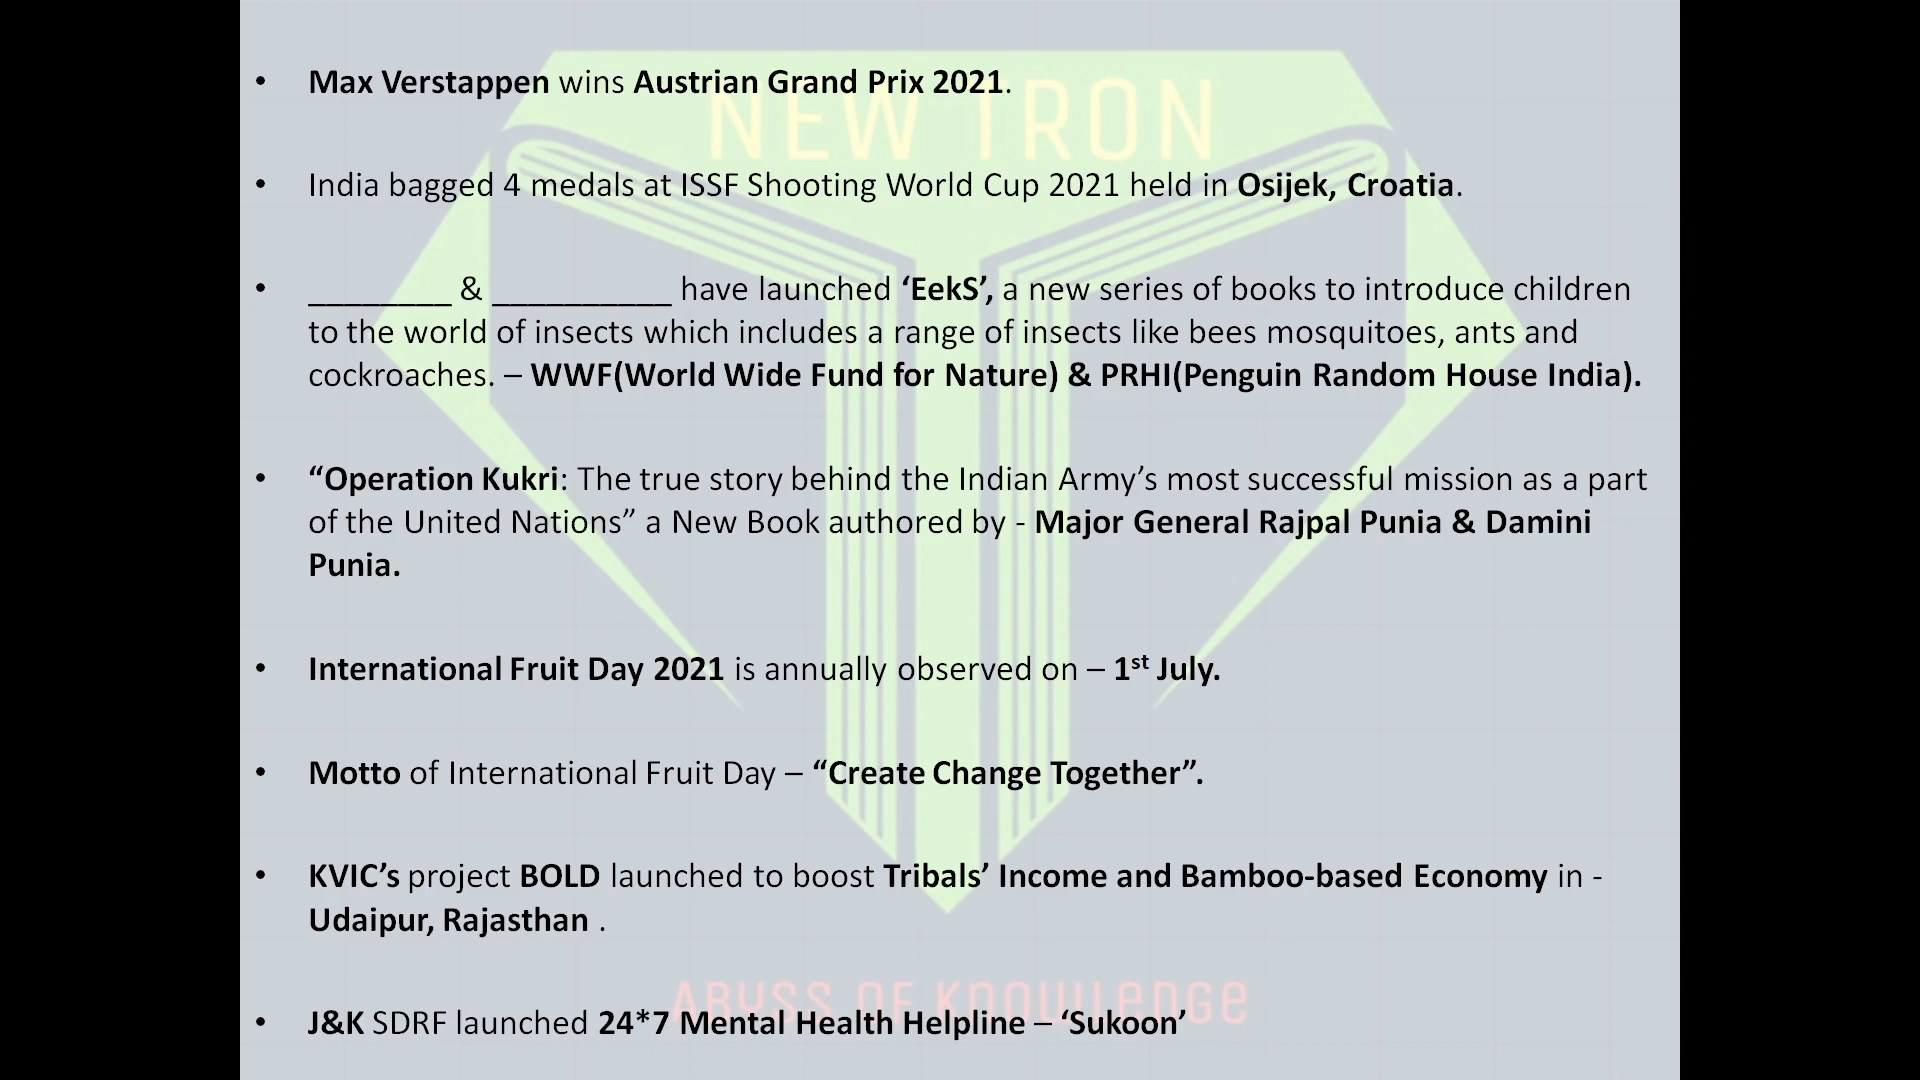 NEW TRON
• Max Verstappen wins Austrian Grand Prix 2021.
• India bagged 4 medals at ISSF Shooting World Cup 2021 held in Osijek, Croatia.
• ________ & __________ have launched ‘EekS’, a new series of books to introduce children
to the world of insects which includes a range of insects like bees mosquitoes, ants and
cockroaches. – WWF(World Wide Fund for Nature) & PRHI(Penguin Random House India).
• “Operation Kukri: The true story behind the Indian Army’s most successful mission as a part
of the United Nations” a New Book authored by - Major General Rajpal Punia & Damini
Punia.
• International Fruit Day 2021 is annually observed on – 1st July.
• Motto of International Fruit Day – “Create Change Together”.
• KVIC’s project BOLD launched to boost Tribals’ Income and Bamboo-based Economy in -
Udaipur, Rajasthan .
ABYSS OF KNOWLEDGE
• J&K SDRF launched 24*7 Mental Health Helpline – ‘Sukoon’